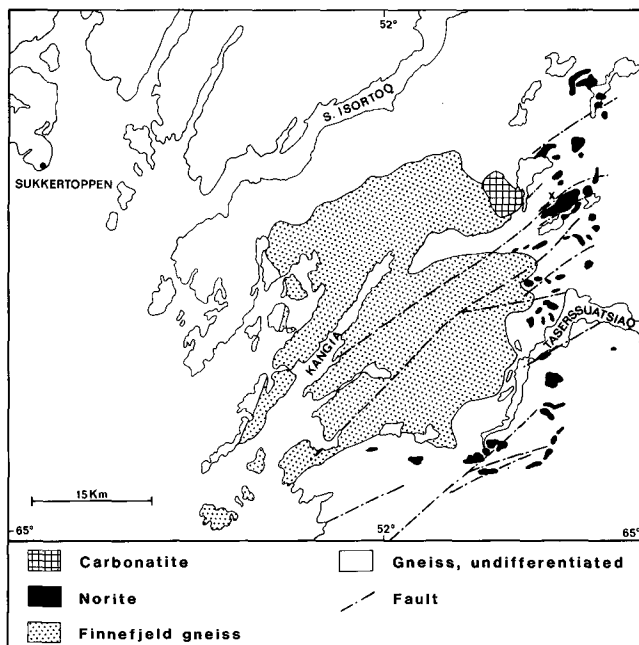 52°
S. ISORTOQ
SUKKERTOPPEN
x
TASERSSUATSIAQ
KANGIA
15 Km
65°
52°
65°
Carbonatite
Gneiss, undifferentiated
Norite
Fault
Finnefjeld gneiss